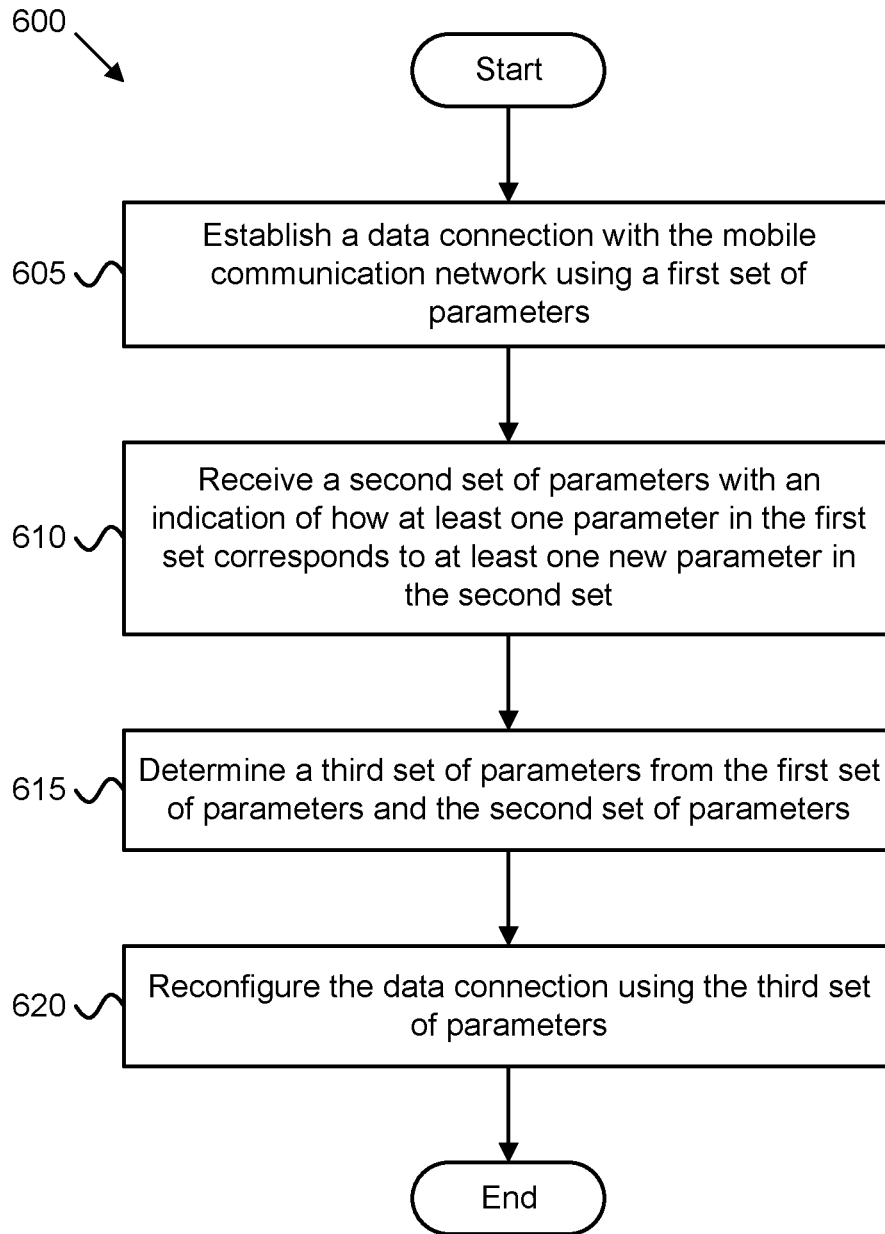 600
Start
605
Establish a data connection with the mobile
communication network using a first set of
parameters
610
Receive a second set of parameters with an
indication of how at least one parameter in the first
set corresponds to at least one new parameter in
the second set
615
Determine a third set of parameters from the first set
of parameters and the second set of parameters
620
Reconfigure the data connection using the third set
of parameters
End